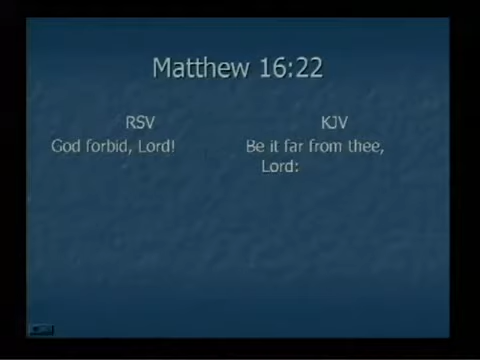 Matthew 16:22
RSV
God forbid, Lord!
KJV
Be it far from thee,
Lord: